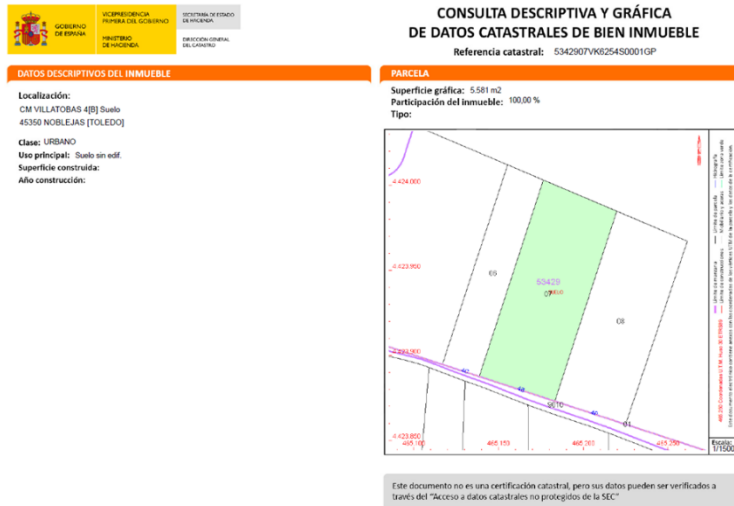 GOBIERNO
DE ESPAÑA
VICEPRESIDENCIA
PRIMERA DEL GOBIERNO
MINISTERIO
DE HACIENDA
SECRETARÍA DE ESTADO
DE HACIENDA
DIRECCIÓN GENERAL
DEL CATASTRO
CONSULTA DESCRIPTIVA Y GRÁFICA
DE DATOS CATASTRALES DE BIEN INMUEBLE
Referencia catastral: 5342907VK6254S0001GP
DATOS DESCRIPTIVOS DEL INMUEBLE
Localización:
CM VILLATOBAS 4[B] Suelo
45350 NOBLEJAS [TOLEDO]
Clase: URBANO
Uso principal: Suelo sin edif.
Superficie construida:
Año construcción:
PARCELA
Superficie gráfica: 5.581 m2
Participación del inmueble: 100,00 %
Tipo:
4.424.000
4.423.950
53429
07
06
08
4.423.900
01
4.423.850
465.100
465.150
465.200
465.250
Escala:
1/1500
Este documento no es una certificación catastral, pero sus datos pueden ser verificados a
través del "Acceso a datos catastrales no protegidos de la SEC"